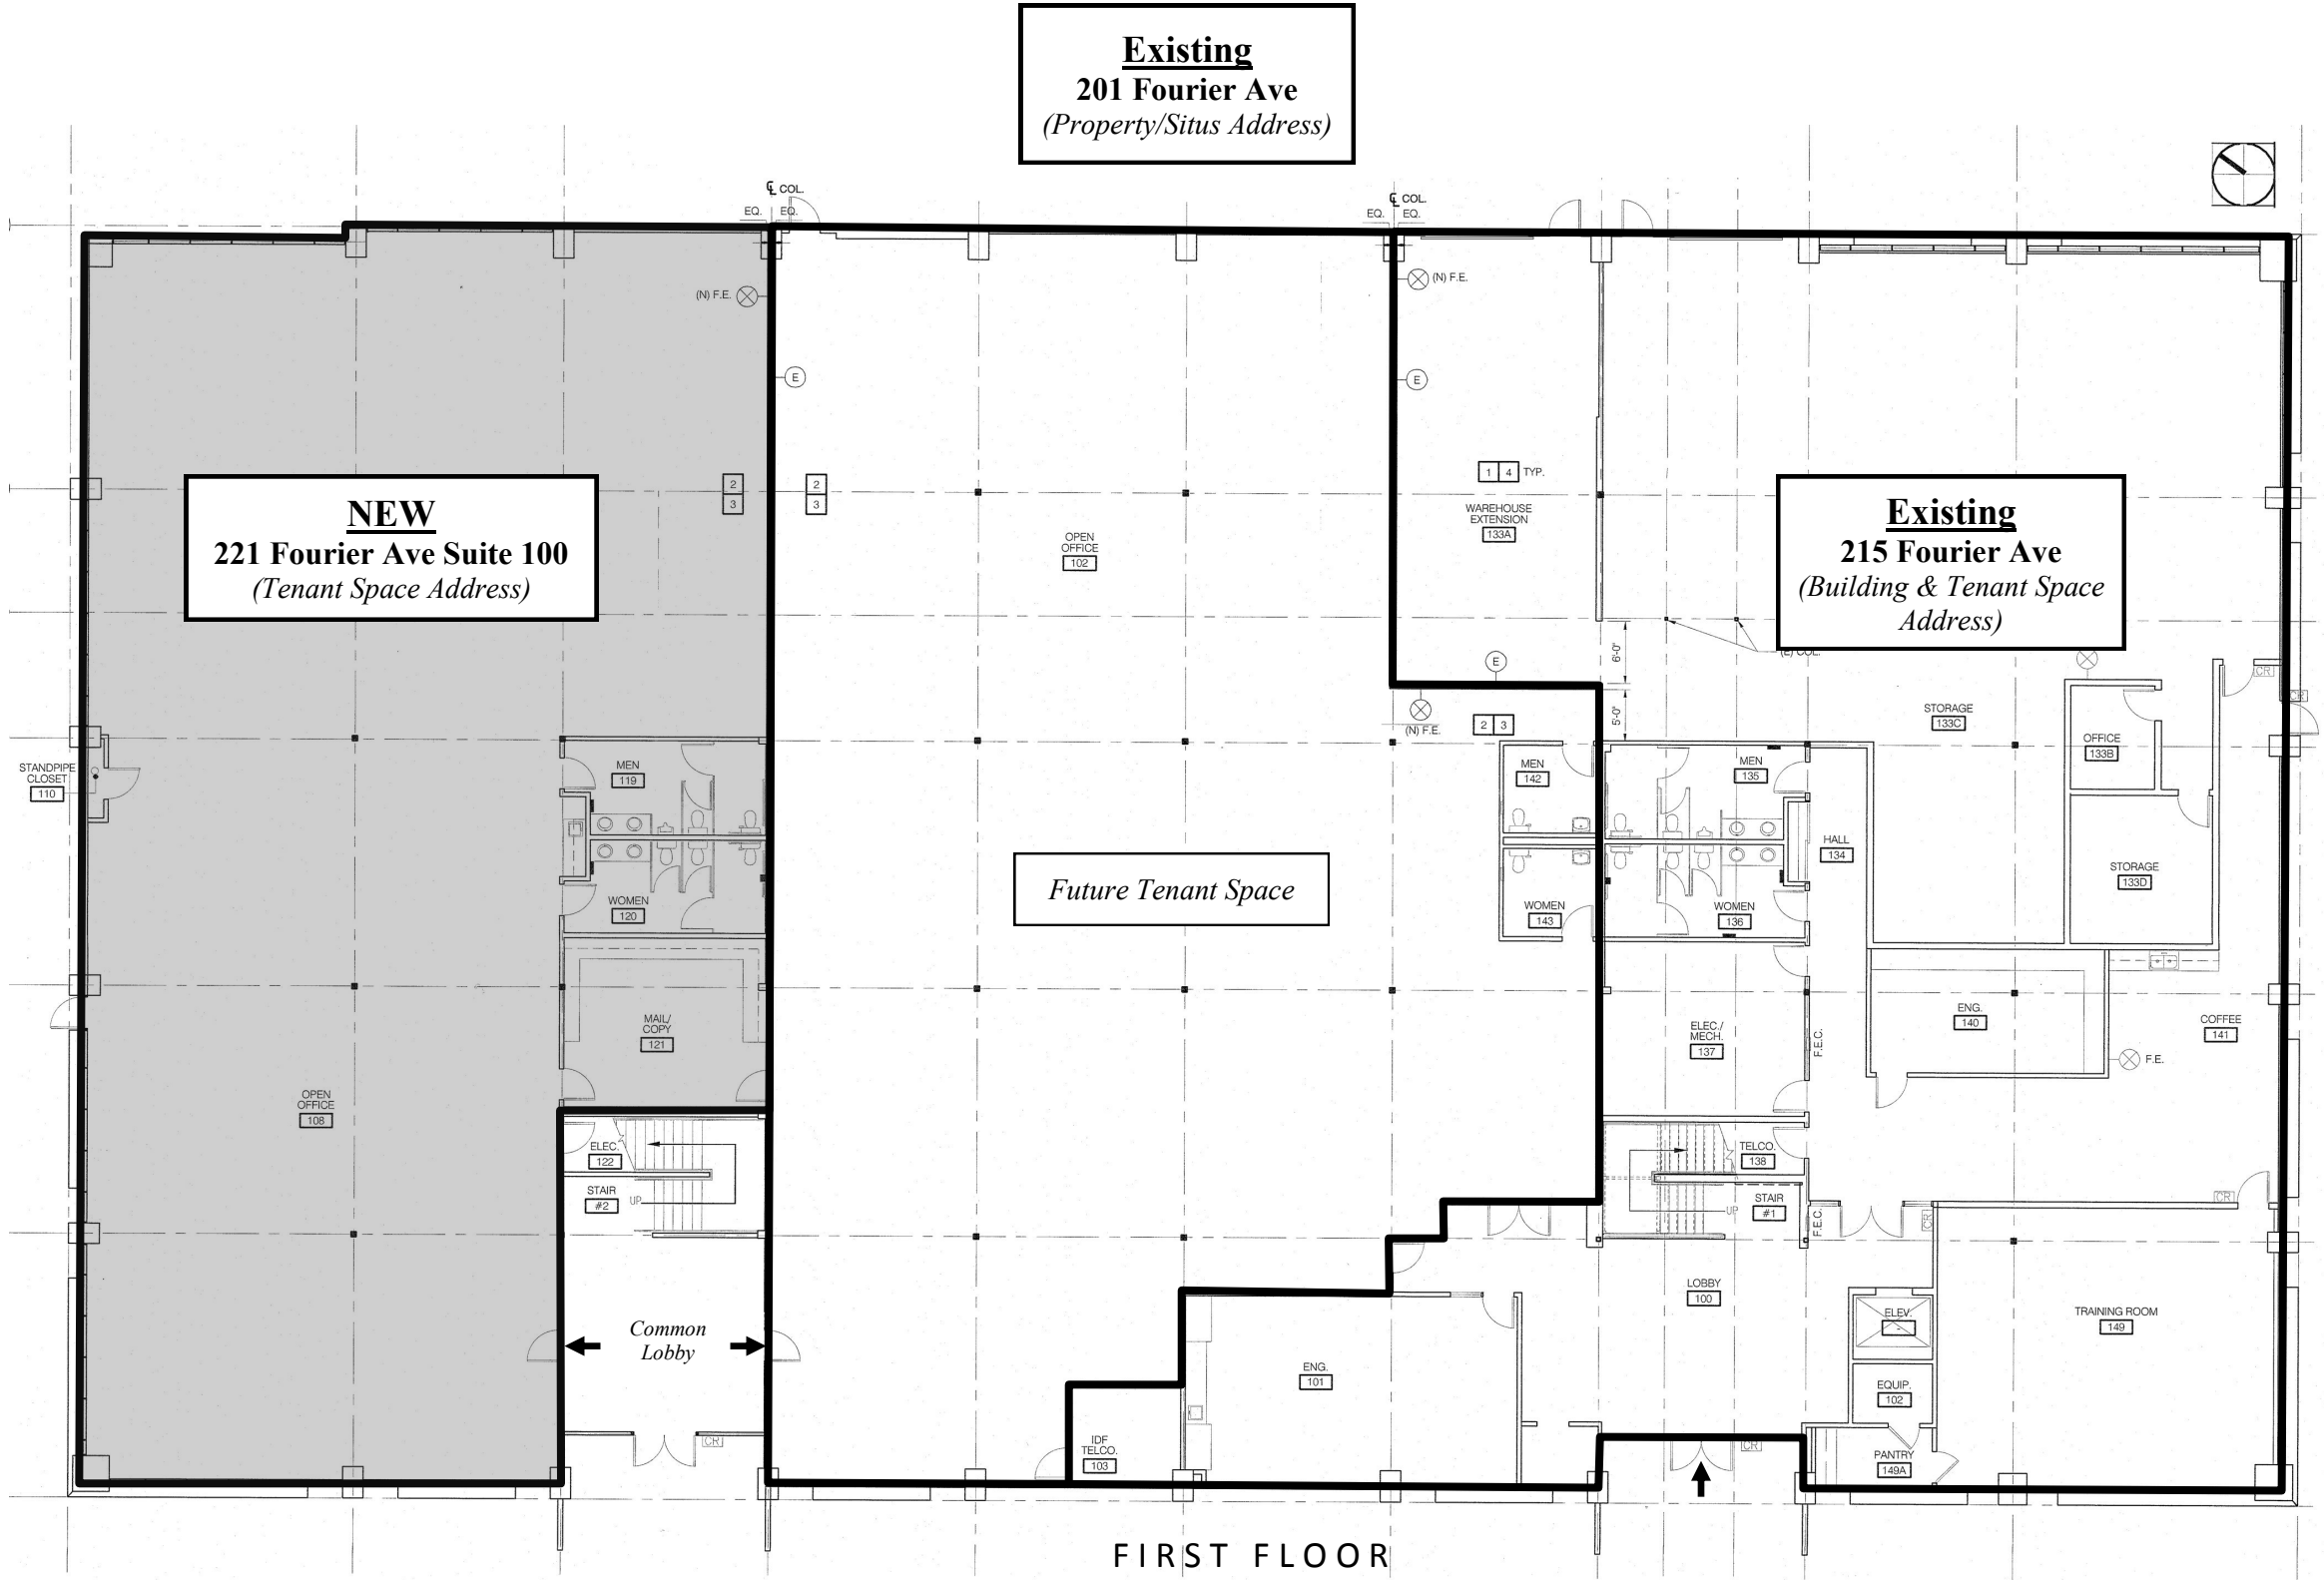 Existing
201 Fourier Ave
(Property/Situs Address)
℄ COL.
EQ. EQ.
℄ COL.
EQ. EQ.
(N) F.E.
(N) F.E.
E
E
NEW
221 Fourier Ave Suite 100
(Tenant Space Address)
2
3
2
3
OPEN
OFFICE
102
1 4 TYP.
WAREHOUSE
EXTENSION
133A
Existing
215 Fourier Ave
(Building & Tenant Space
Address)
(E) COL.
6'-0"
5'-0"
E
(N) F.E.
2 3
CR
CR
STORAGE
133C
OFFICE
133B
STANDPIPE
CLOSET
110
MEN
119
MEN
142
MEN
135
HALL
134
STORAGE
133D
Future Tenant Space
WOMEN
120
WOMEN
143
WOMEN
136
MAIL/
COPY
121
ELEC./
MECH.
137
F.E.C.
ENG.
140
COFFEE
141
F.E.
OPEN
OFFICE
108
ELEC.
122
STAIR
#2
UP
TELCO.
138
STAIR
#1
UP
F.E.C.
CR
CR
LOBBY
100
ELEV.
-
TRAINING ROOM
149
Common
Lobby
ENG.
101
EQUIP.
102
CR
IDF
TELCO.
103
CR
PANTRY
149A
FIRST FLOOR